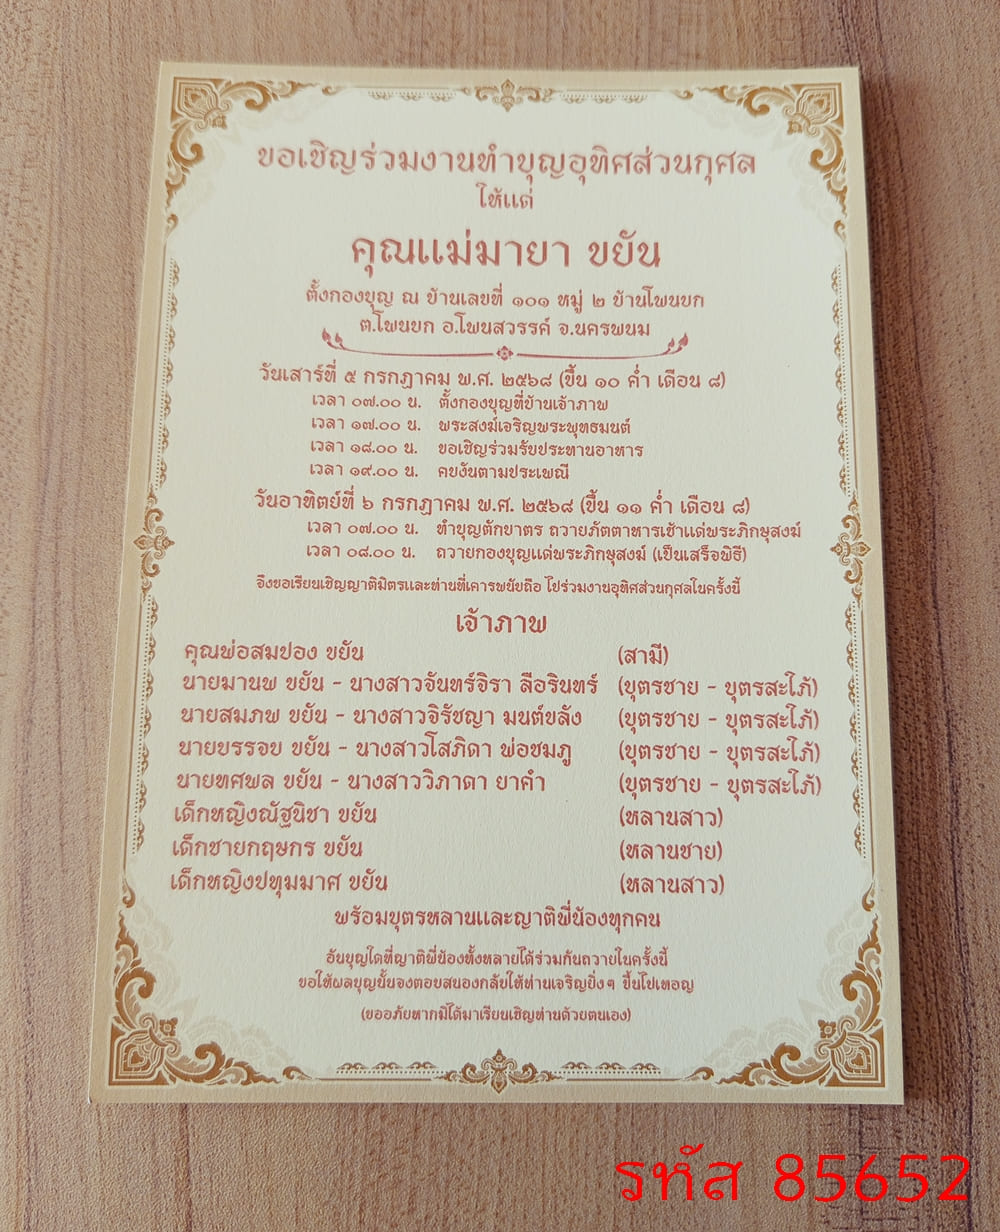 ขอเชิญร่วมงานทำบุญอุทิศส่วนกุศล
ให้แด่
คุณแม่มายา ขยัน
ตั้งกองบุญ ณ บ้านเลขที่ ๑๐๑ หมู่ ๒ บ้านโพนบก
ต.โพนบก อ.โพนสวรรค์ จ.นครพนม
วันเสาร์ที่ ๕ กรกฎาคม พ.ศ. ๒๕๖๘ (ขึ้น ๑๐ ค่ำ เดือน ๘)
เวลา ๐๗.๐๐ น. ตั้งกองบุญที่บ้านเจ้าภาพ
เวลา ๑๗.๐๐ น. พระสงฆ์เจริญพระพุทธมนต์
เวลา ๑๘.๐๐ น. ขอเชิญร่วมรับประทานอาหาร
เวลา ๑๙.๐๐ น. คบงันตามประเพณี
วันอาทิตย์ที่ ๖ กรกฎาคม พ.ศ. ๒๕๖๘ (ขึ้น ๑๑ ค่ำ เดือน ๘)
เวลา ๐๗.๐๐ น. ทำบุญตักบาตร ถวายภัตตาหารเช้าแด่พระภิกษุสงฆ์
เวลา ๐๘.๐๐ น. ถวายกองบุญแด่พระภิกษุสงฆ์ (เป็นเสร็จพิธี)
จึงขอเรียนเชิญญาติมิตรและท่านที่เคารพนับถือ ไปร่วมงานอุทิศส่วนกุศลในครั้งนี้
เจ้าภาพ
คุณพ่อสมปอง ขยัน (สามี)
นายมานพ ขยัน - นางสาวจันทร์จิรา ลือรินทร์ (บุตรชาย - บุตรสะใภ้)
นายสมภพ ขยัน - นางสาวจิรัชญา มนต์ขลัง (บุตรชาย - บุตรสะใภ้)
นายบรรจบ ขยัน - นางสาวโสภิดา พ่อชมภู (บุตรชาย - บุตรสะใภ้)
นายทศพล ขยัน - นางสาววิภาดา ยาคำ (บุตรชาย - บุตรสะใภ้)
เด็กหญิงณัฐนิชา ขยัน (หลานสาว)
เด็กชายกฤษกร ขยัน (หลานชาย)
เด็กหญิงปทุมมาศ ขยัน (หลานสาว)
พร้อมบุตรหลานและญาติพี่น้องทุกคน
อันบุญใดที่ญาติพี่น้องทั้งหลายได้ร่วมกันถวายในครั้งนี้
ขอให้ผลบุญนั้นจงตอบสนองกลับให้ท่านเจริญยิ่งๆ ขึ้นไปเทอญ
(ขออภัยหากมิได้มาเรียนเชิญท่านด้วยตนเอง)
รหัส 85652